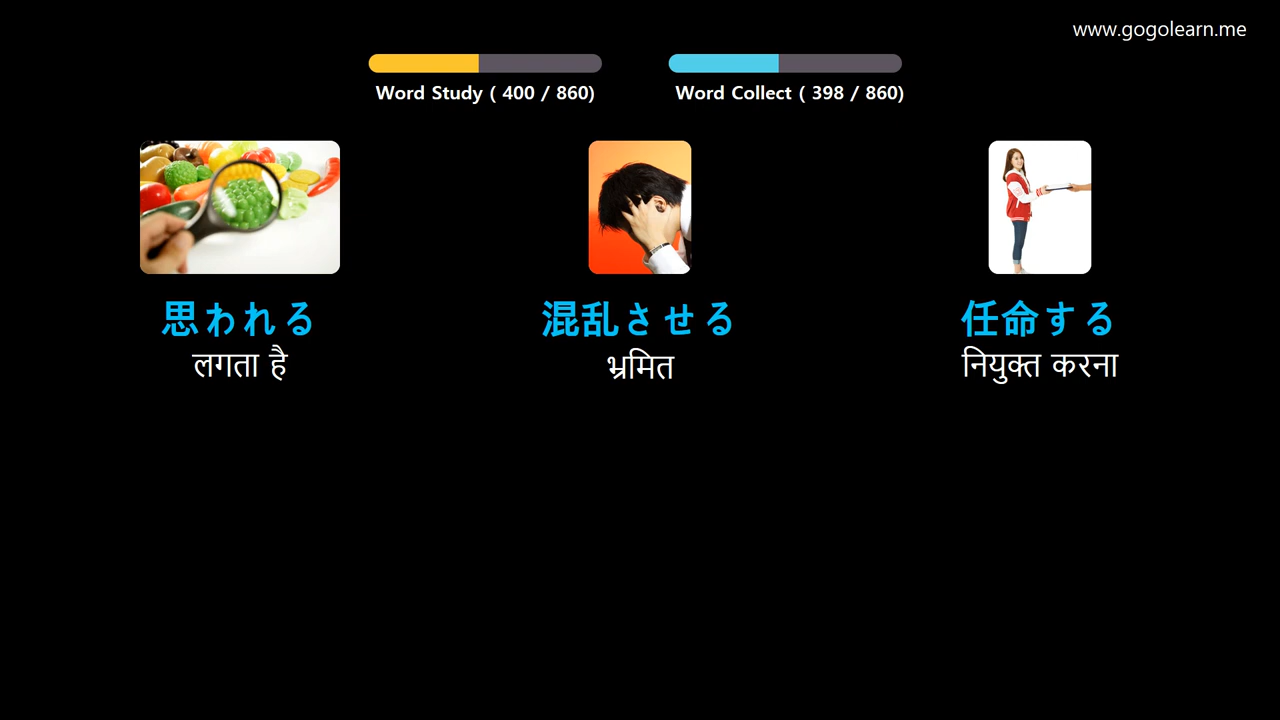 www.gogolearn.me
Word Study ( 400 / 860)
Word Collect ( 398 / 860)
思われる
混乱させる
任命する
लगता है
भ्रमित
नियुक्त करना